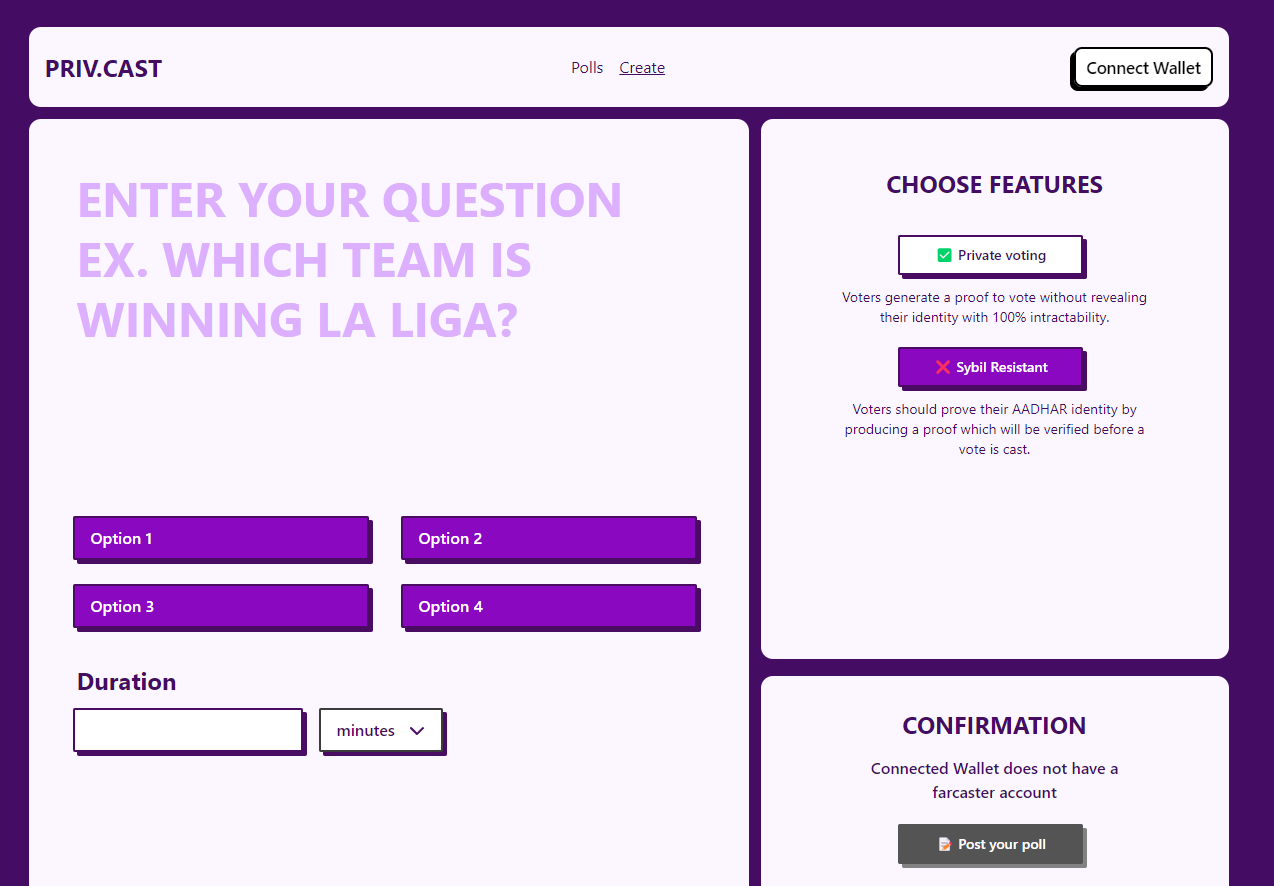 PRIV.CAST
Polls
Create
Connect Wallet
ENTER YOUR QUESTION
EX. WHICH TEAM IS
WINNING LA LIGA?
Option 1
Option 2
Option 3
Option 4
Duration
minutes
CHOOSE FEATURES
✅ Private voting
Voters generate a proof to vote without revealing
their identity with 100% intractability.
❌ Sybil Resistant
Voters should prove their AADHAR identity by
producing a proof which will be verified before a
vote is cast.
CONFIRMATION
Connected Wallet does not have a
farcaster account
📝 Post your poll